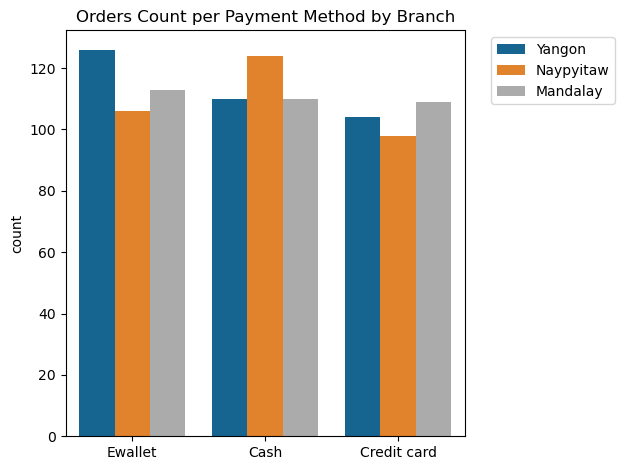 Orders Count per Payment Method by Branch
Yangon
Naypyitaw
Mandalay
count
120
100
80
60
40
20
0
Ewallet
Cash
Credit card